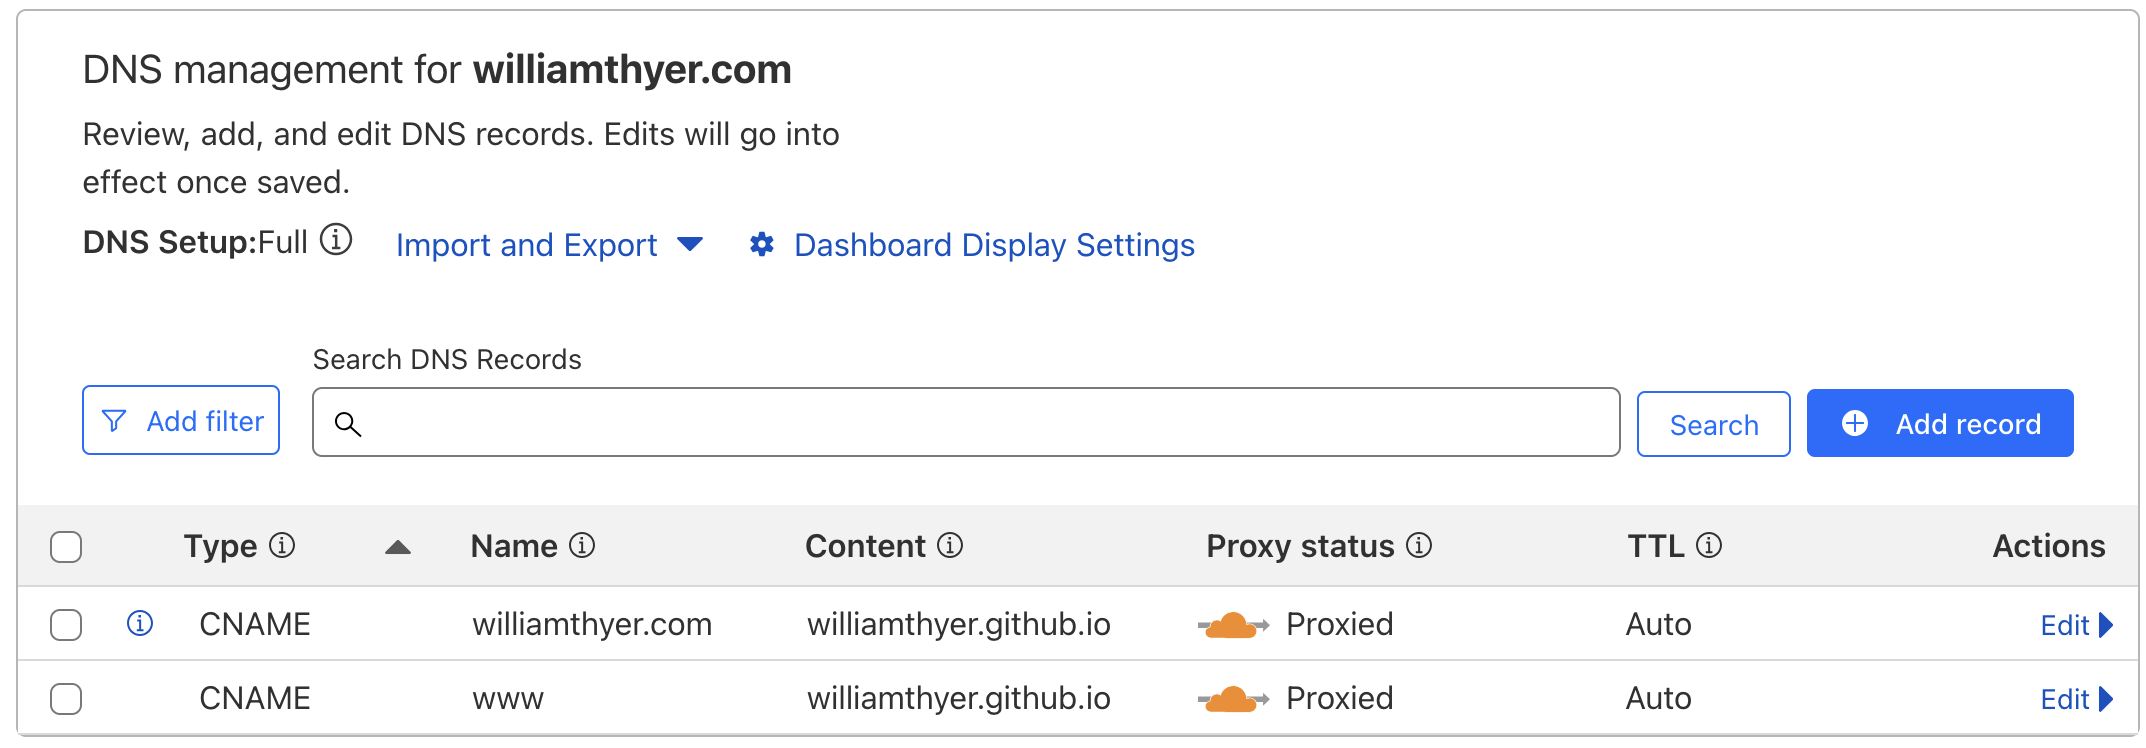 DNS management for williamthyer.com
Review, add, and edit DNS records. Edits will go into
effect once saved.
DNS Setup:Full Import and Export Dashboard Display Settings
Search DNS Records
Add filter Search Add record
Type Name Content Proxy status TTL Actions
CNAME williamthyer.com williamthyer.github.io Proxied Auto Edit
CNAME www williamthyer.github.io Proxied Auto Edit